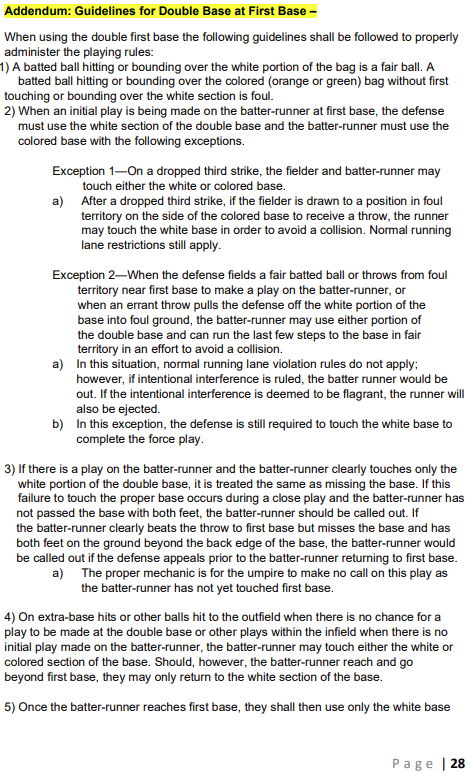 Addendum: Guidelines for Double Base at First Base –
When using the double first base the following guidelines shall be followed to properly
administer the playing rules:
1) A batted ball hitting or bounding over the white portion of the bag is a fair ball. A
batted ball hitting or bounding over the colored (orange or green) bag without first
touching or bounding over the white section is foul.
2) When an initial play is being made on the batter-runner at first base, the defense
must use the white section of the double base and the batter-runner must use the
colored base with the following exceptions.
Exception 1—On a dropped third strike, the fielder and batter-runner may
touch either the white or colored base.
a) After a dropped third strike, if the fielder is drawn to a position in foul
territory on the side of the colored base to receive a throw, the runner
may touch the white base in order to avoid a collision. Normal running
lane restrictions still apply.
Exception 2—When the defense fields a fair batted ball or throws from foul
territory near first base to make a play on the batter-runner, or
when an errant throw pulls the defense off the white portion of the
base into foul ground, the batter-runner may use either portion of
the double base and can run the last few steps to the base in fair
territory in an effort to avoid a collision.
a) In this situation, normal running lane violation rules do not apply;
however, if intentional interference is ruled, the batter runner would be
out. If the intentional interference is deemed to be flagrant, the runner will
also be ejected.
b) In this exception, the defense is still required to touch the white base to
complete the force play.
3) If there is a play on the batter-runner and the batter-runner clearly touches only the
white portion of the double base, it is treated the same as missing the base. If this
failure to touch the proper base occurs during a close play and the batter-runner has
not passed the base with both feet, the batter-runner should be called out. If
the batter-runner clearly beats the throw to first base but misses the base and has
both feet on the ground beyond the back edge of the base, the batter-runner would
be called out if the defense appeals prior to the batter-runner returning to first base.
a) The proper mechanic is for the umpire to make no call on this play as
the batter-runner has not yet touched first base.
4) On extra-base hits or other balls hit to the outfield when there is no chance for a
play to be made at the double base or other plays within the infield when there is no
initial play made on the batter-runner, the batter-runner may touch either the white or
colored section of the base. Should, however, the batter-runner reach and go
beyond first base, they may only return to the white section of the base.
5) Once the batter-runner reaches first base, they shall then use only the white base
Page | 28